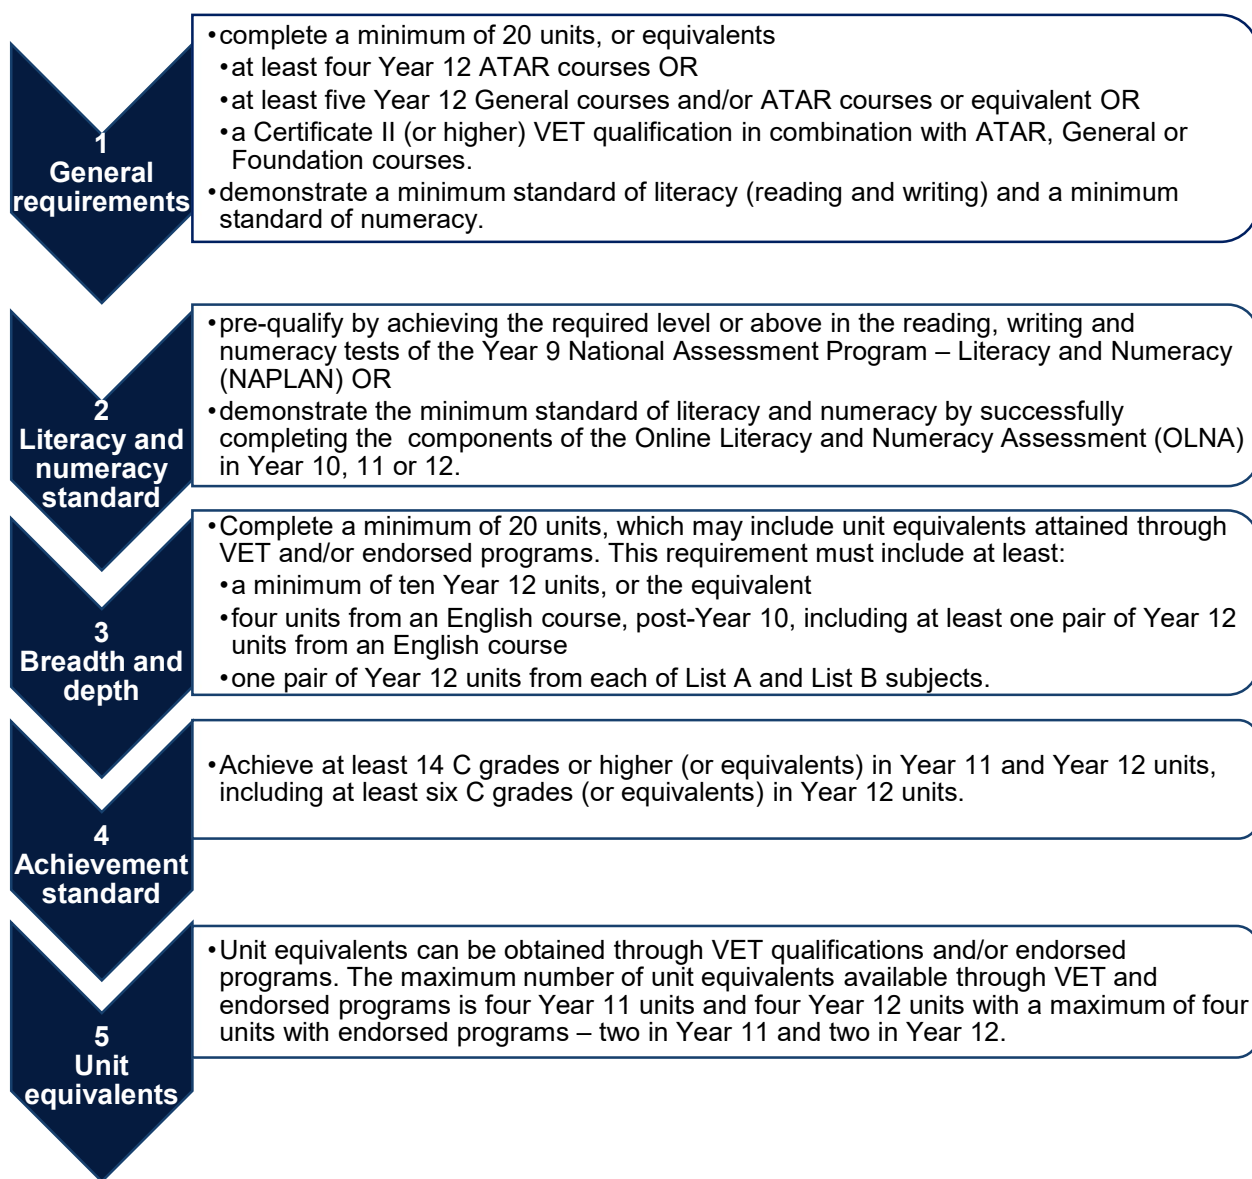 1
General
requirements
•complete a minimum of 20 units, or equivalents
•at least four Year 12 ATAR courses OR
•at least five Year 12 General courses and/or ATAR courses or equivalent OR
•a Certificate II (or higher) VET qualification in combination with ATAR, General or
Foundation courses.
•demonstrate a minimum standard of literacy (reading and writing) and a minimum
standard of numeracy.
2
Literacy and
numeracy
standard
•pre-qualify by achieving the required level or above in the reading, writing and
numeracy tests of the Year 9 National Assessment Program – Literacy and Numeracy
(NAPLAN) OR
•demonstrate the minimum standard of literacy and numeracy by successfully
completing the  components of the Online Literacy and Numeracy Assessment (OLNA)
in Year 10, 11 or 12.
3
Breadth and
depth
•Complete a minimum of 20 units, which may include unit equivalents attained through
VET and/or endorsed programs. This requirement must include at least:
•a minimum of ten Year 12 units, or the equivalent
•four units from an English course, post-Year 10, including at least one pair of Year 12
units from an English course
•one pair of Year 12 units from each of List A and List B subjects.
4
Achievement
standard
•Achieve at least 14 C grades or higher (or equivalents) in Year 11 and Year 12 units,
including at least six C grades (or equivalents) in Year 12 units.
5
Unit
equivalents
•Unit equivalents can be obtained through VET qualifications and/or endorsed
programs. The maximum number of unit equivalents available through VET and
endorsed programs is four Year 11 units and four Year 12 units with a maximum of four
units with endorsed programs – two in Year 11 and two in Year 12.